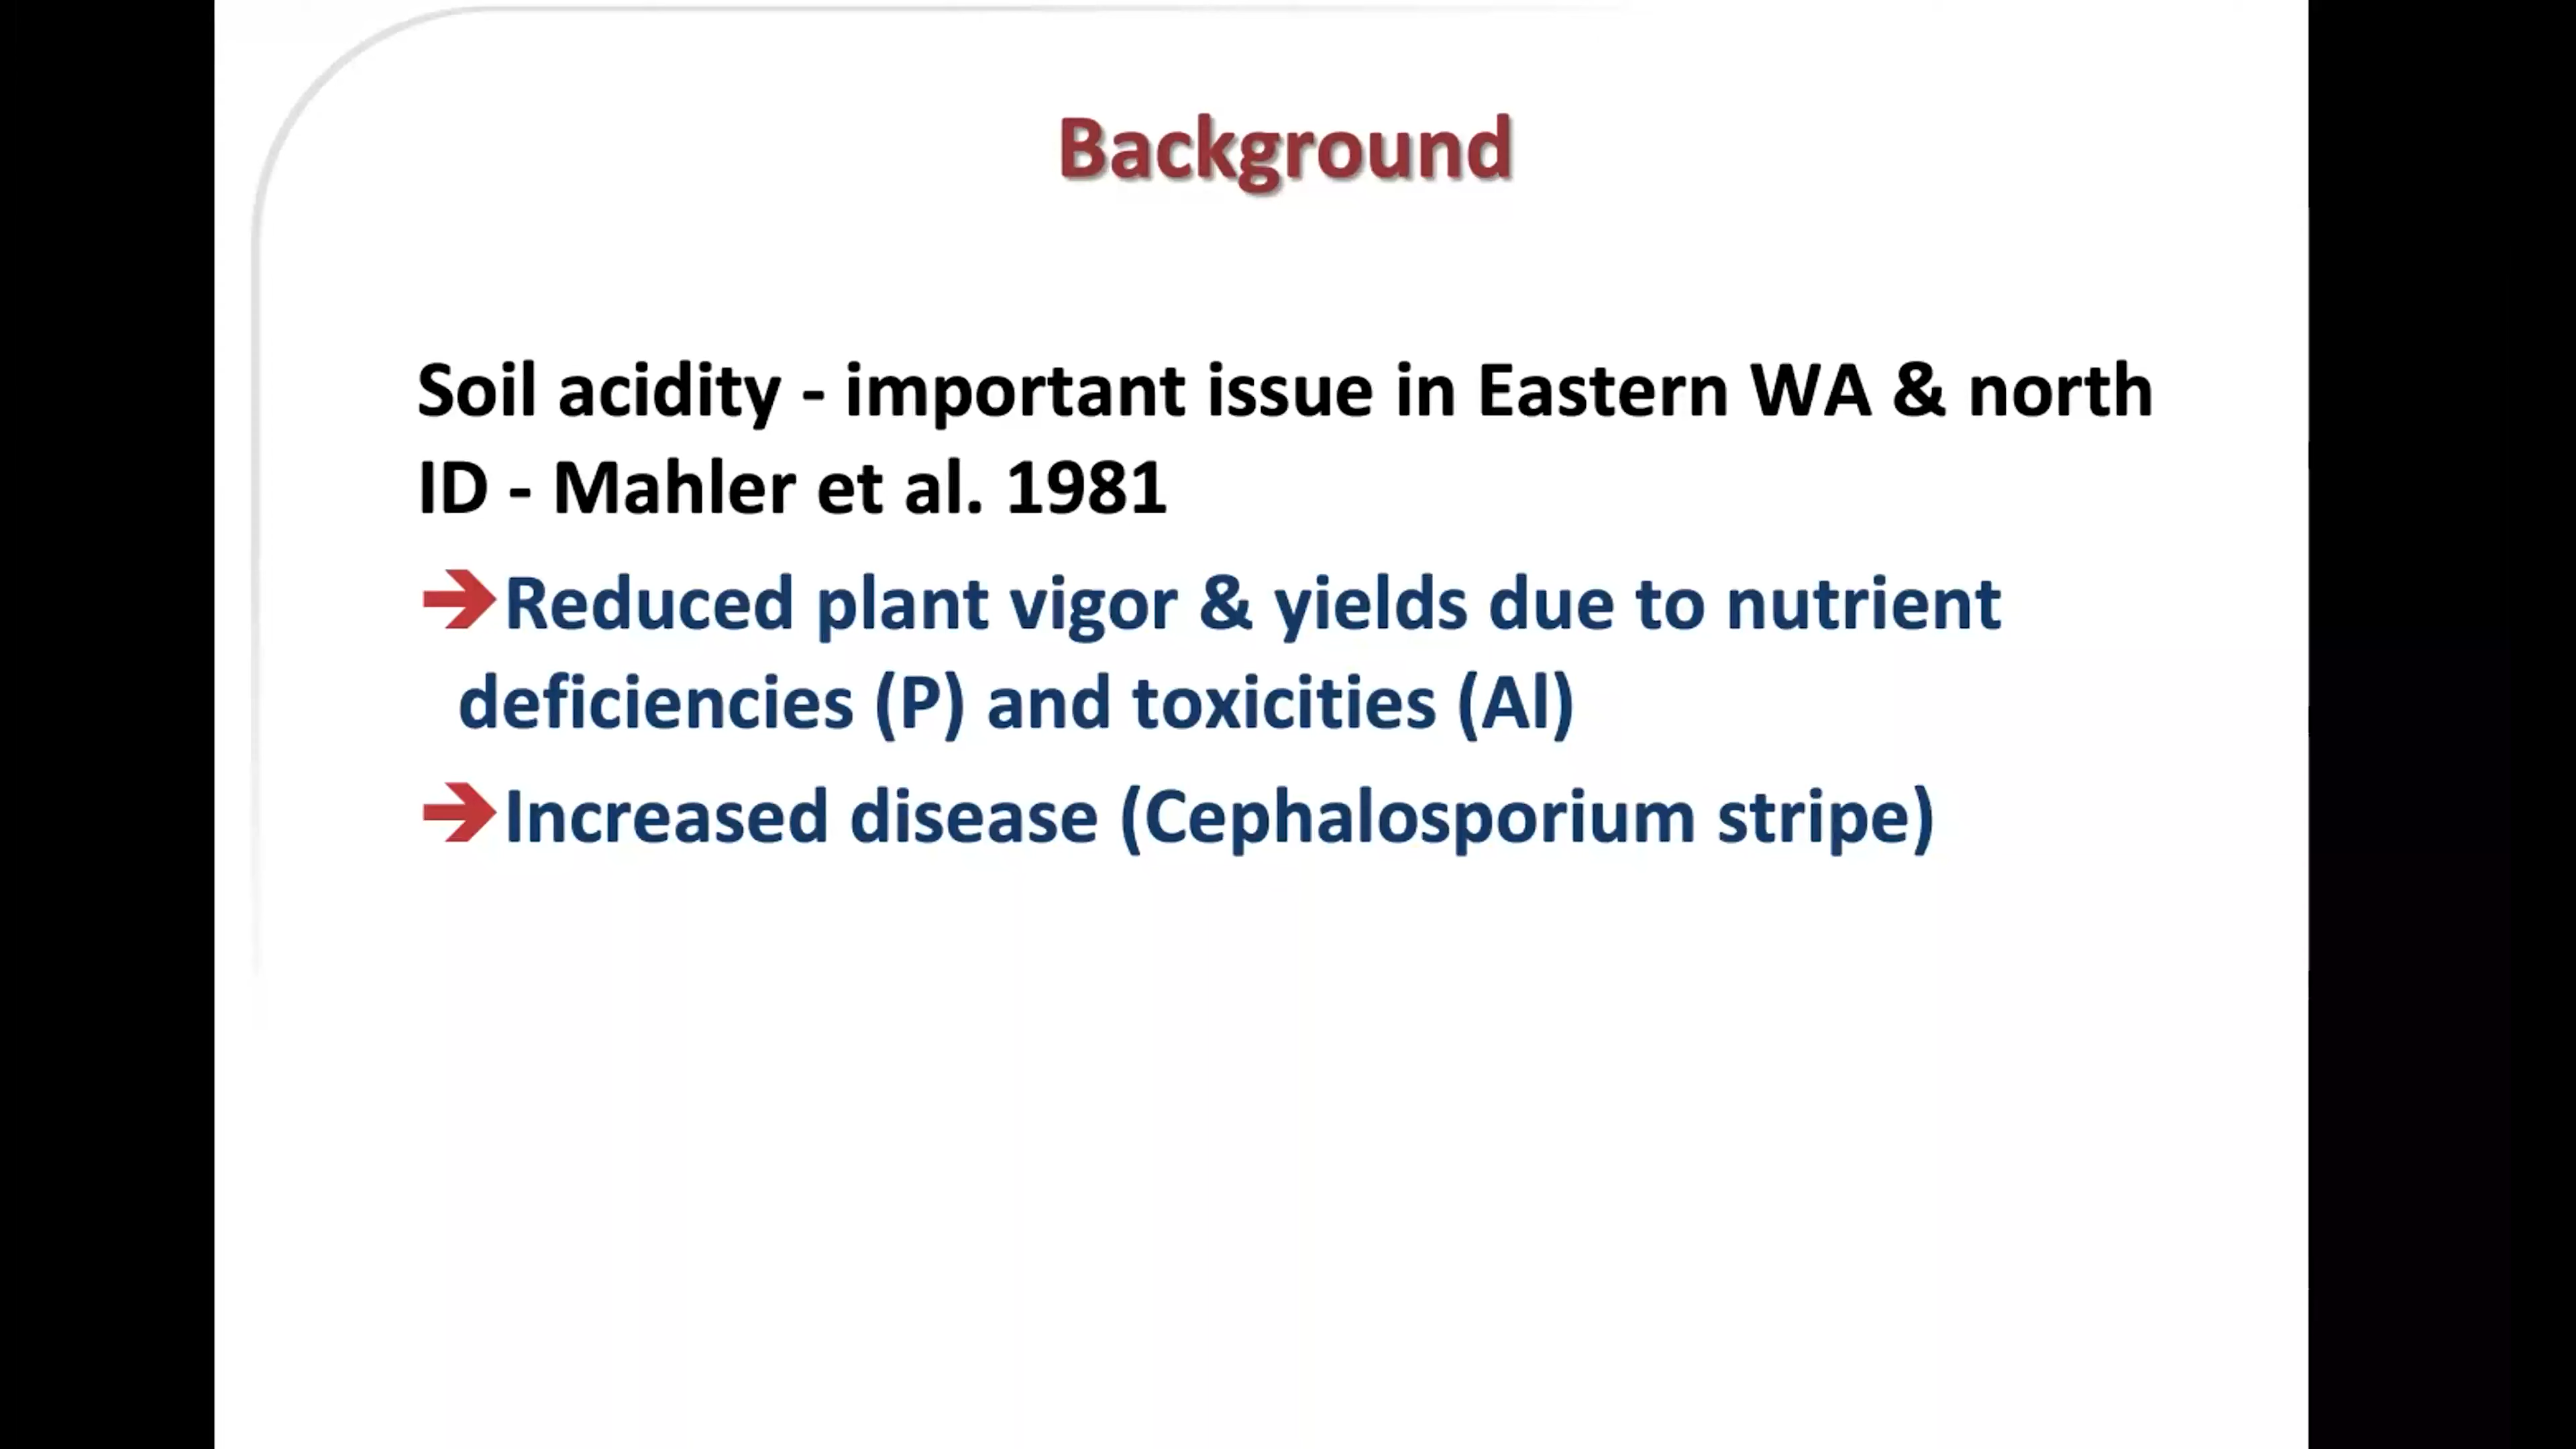 Background
Soil acidity - important issue in Eastern WA & north
ID - Mahler et al. 1981
➔Reduced plant vigor & yields due to nutrient
deficiencies (P) and toxicities (Al)
➔Increased disease (Cephalosporium stripe)